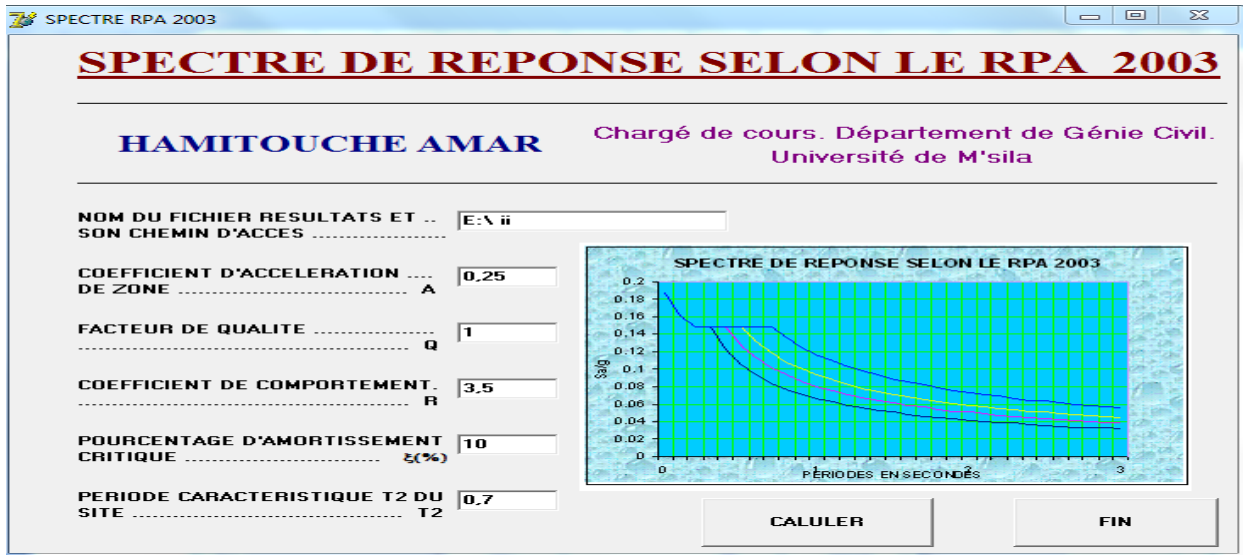 SPECTRE RPA 2003
SPECTRE DE REPONSE SELON LE RPA 2003
HAMITOUCHE AMAR
Chargé de cours. Département de Génie Civil.
Université de M'sila
NOM DU FICHIER RESULTATS ET ..
SON CHEMIN D'ACCES ...................
E:\ ii
COEFFICIENT D'ACCELERATION ....
DE ZONE ................................. A
0,25
FACTEUR DE QUALITE ................
................................................ Q
1
COEFFICIENT DE COMPORTEMENT.
................................................ R
3,5
POURCENTAGE D'AMORTISSEMENT
CRITIQUE ............................ ξ(%)
10
PERIODE CARACTERISTIQUE T2 DU
SITE ....................................... T2
0,7
SPECTRE DE REPONSE SELON LE RPA 2003
0.2
0.18
0.16
0.14
0.12
0.1
0.08
0.06
0.04
0.02
0
Sa/g
0 1 2 3
PÉRIODES EN SECONDES
CALULER
FIN